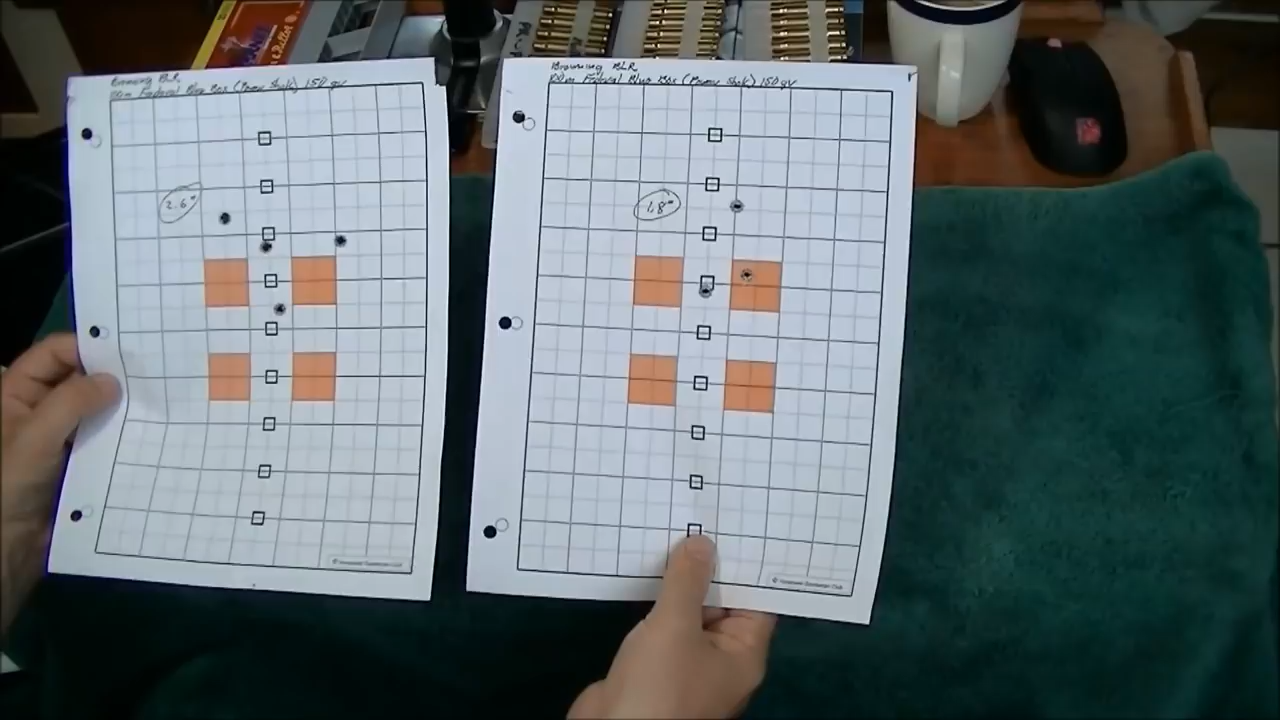 Browning BLR
100m Federal Blue Box (Power Shok) 150 gr
2.6"
Browning BLR
100m Federal Blue Box (Power Shok) 150 gr
1.8"